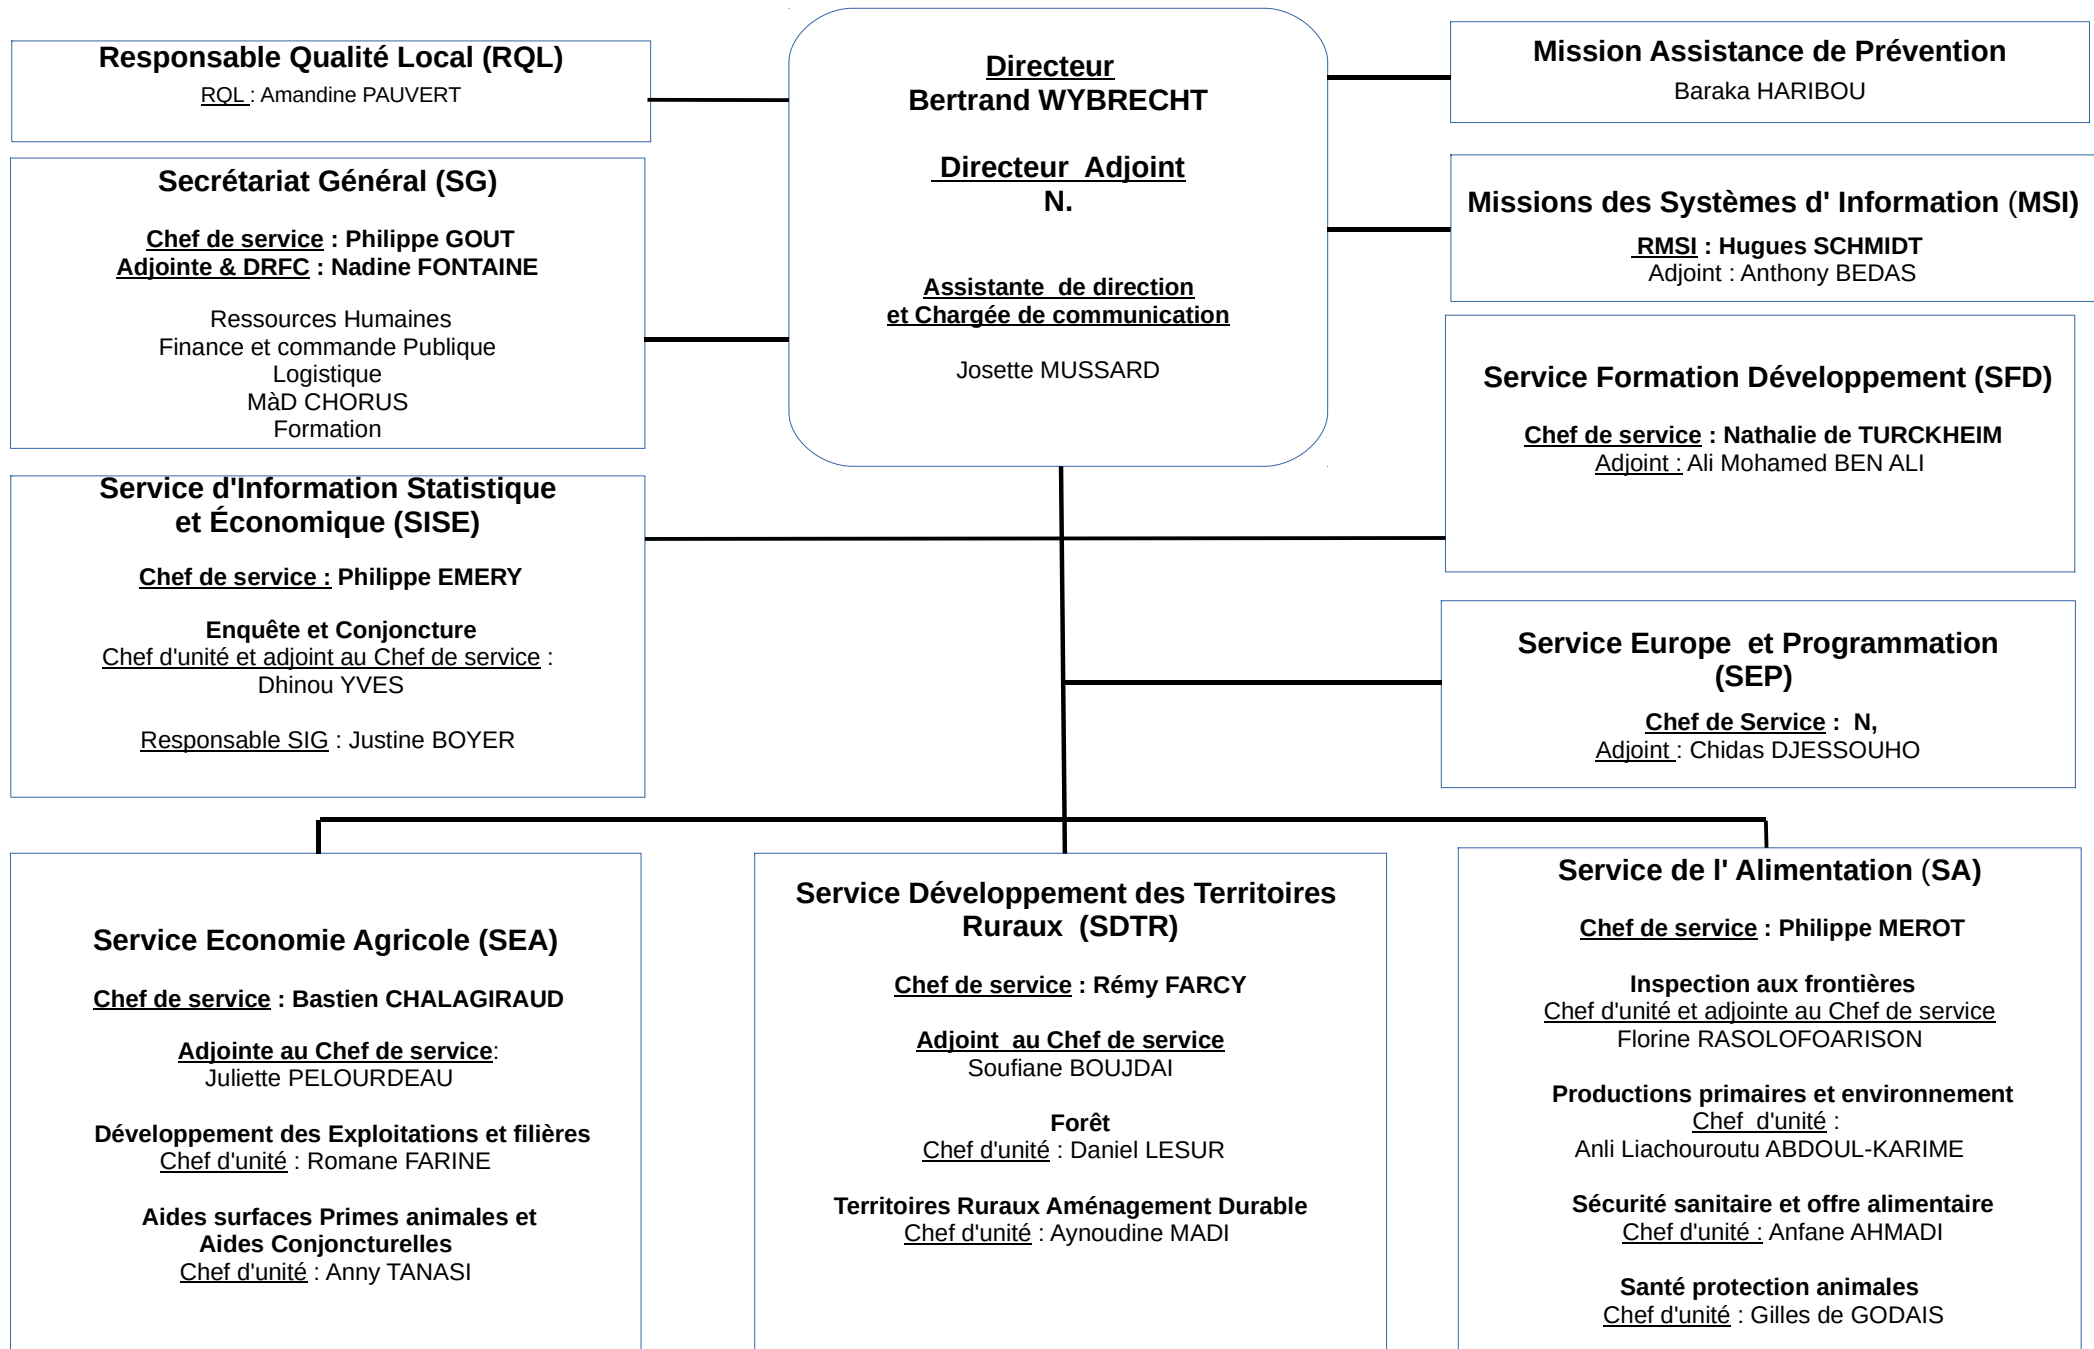 Responsable Qualité Local (RQL)
RQL : Amandine PAUVERT
Directeur
Bertrand WYBRECHT
Directeur Adjoint
N.
Assistante de direction
et Chargée de communication
Josette MUSSARD
Mission Assistance de Prévention
Baraka HARIBOU
Secrétariat Général (SG)
Chef de service : Philippe GOUT
Adjointe & DRFC : Nadine FONTAINE
Ressources Humaines
Finance et commande Publique
Logistique
MàD CHORUS
Formation
Missions des Systèmes d' Information (MSI)
RMSI : Hugues SCHMIDT
Adjoint : Anthony BEDAS
Service Formation Développement (SFD)
Chef de service : Nathalie de TURCKHEIM
Adjoint : Ali Mohamed BEN ALI
Service d'Information Statistique
et Économique (SISE)
Chef de service : Philippe EMERY
Enquête et Conjoncture
Chef d'unité et adjoint au Chef de service :
Dhinou YVES
Responsable SIG : Justine BOYER
Service Europe et Programmation
(SEP)
Chef de Service : N,
Adjoint : Chidas DJESSOUHO
Service Economie Agricole (SEA)
Chef de service : Bastien CHALAGIRAUD
Adjointe au Chef de service:
Juliette PELOURDEAU
Développement des Exploitations et filières
Chef d'unité : Romane FARINE
Aides surfaces Primes animales et
Aides Conjoncturelles
Chef d'unité : Anny TANASI
Service Développement des Territoires
Ruraux (SDTR)
Chef de service : Rémy FARCY
Adjoint au Chef de service
Soufiane BOUJDAI
Forêt
Chef d'unité : Daniel LESUR
Territoires Ruraux Aménagement Durable
Chef d'unité : Aynoudine MADI
Service de l' Alimentation (SA)
Chef de service : Philippe MEROT
Inspection aux frontières
Chef d'unité et adjointe au Chef de service
Florine RASOLOFOARISON
Productions primaires et environnement
Chef d'unité :
Anli Liachouroutu ABDOUL-KARIME
Sécurité sanitaire et offre alimentaire
Chef d'unité : Anfane AHMADI
Santé protection animales
Chef d'unité : Gilles de GODAIS